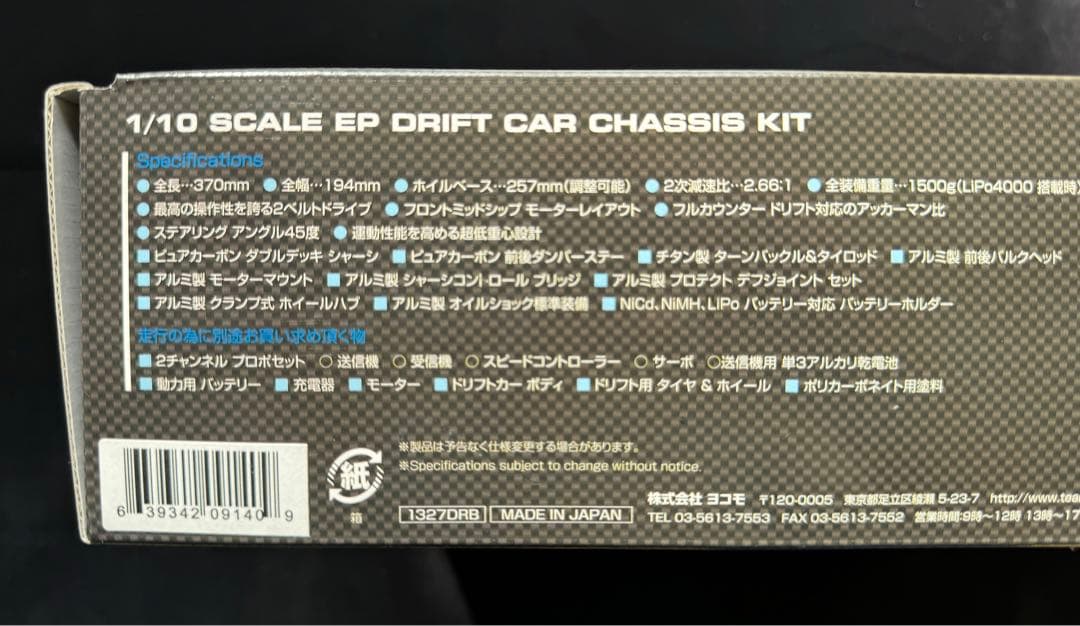 1/10 SCALE EP DRIFT CAR CHASSIS KIT
Specifications
●全長…370mm ●全幅…194mm ●ホイルベース…257mm(調整可能) ●2次減速比…2.66:1 ●全装備重量…1500g(LiPo4000 搭載時)
●最高の操作性を誇る2ベルトドライブ ●フロントミッドシップ モーターレイアウト ●フルカウンター ドリフト対応のアッカーマン比
●ステアリング アングル45度 ●運動性能を高める超低重心設計
■ピュアカーボン ダブルデッキ シャーシ ■ピュアカーボン 前後ダンパーステー ■チタン製 ターンバックル&タイロッド ■アルミ製 前後バルクヘッド
■アルミ製 モーターマウント ■アルミ製 シャーシコントロール ブリッジ ■アルミ製 プロテクト デフジョイント セット
■アルミ製 クランプ式 ホイールハブ ■アルミ製 オイルショック標準装備 ■NiCd、NiMH、LiPo バッテリー対応 バッテリーホルダー
走行の為に別途お買い求め頂く物
■2チャンネル プロポセット ○送信機 ○受信機 ○スピードコントローラー ○サーボ ○送信機用 単3アルカリ乾電池
■動力用 バッテリー ■充電器 ■モーター ■ドリフトカー ボディ ■ドリフト用 タイヤ & ホイール ■ポリカーボネイト用塗料
6 39342 09140 9
紙
箱
※製品は予告なく仕様変更する場合があります。
※Specifications subject to change without notice.
1327DRB MADE IN JAPAN
株式会社 ヨコモ 〒120-0005 東京都足立区綾瀬 5-23-7 http://www.tea
TEL 03-5613-7553 FAX 03-5613-7552 営業時間:9時～12時 13時～17